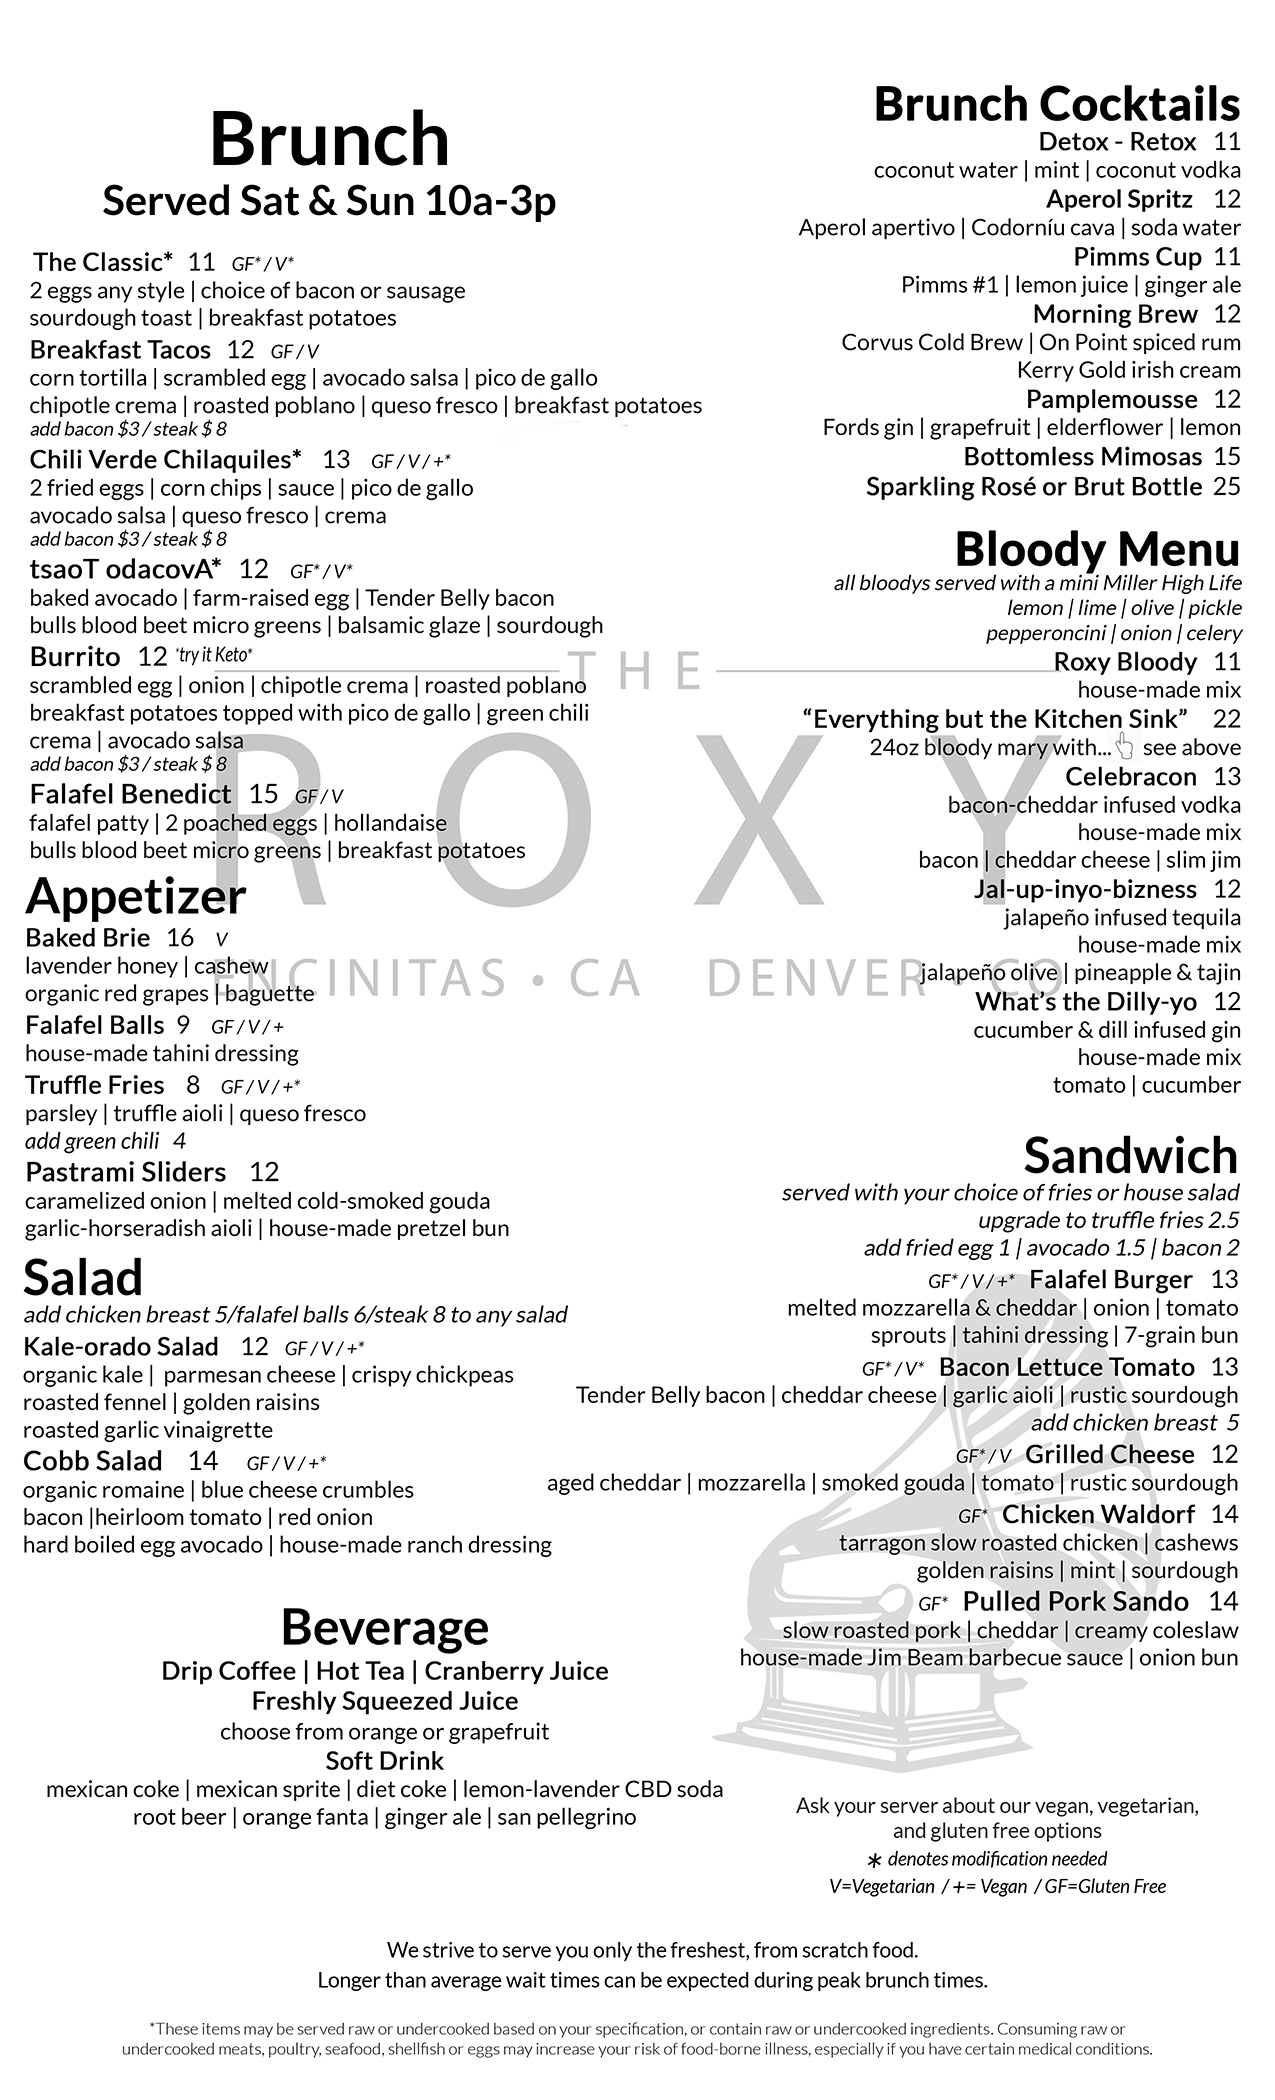 Brunch
Served Sat & Sun 10a-3p
The Classic* 11 GF* / V*
2 eggs any style | choice of bacon or sausage
sourdough toast | breakfast potatoes
Breakfast Tacos 12 GF / V
corn tortilla | scrambled egg | avocado salsa | pico de gallo
chipotle crema | roasted poblano | queso fresco | breakfast potatoes
add bacon $3 / steak $ 8
Chili Verde Chilaquiles* 13 GF / V / +*
2 fried eggs | corn chips | sauce | pico de gallo
avocado salsa | queso fresco | crema
add bacon $3 / steak $ 8
tsaoT odacovA* 12 GF* / V*
baked avocado | farm-raised egg | Tender Belly bacon
bulls blood beet micro greens | balsamic glaze | sourdough
Burrito 12 *try it Keto*
scrambled egg | onion | chipotle crema | roasted poblano
breakfast potatoes topped with pico de gallo | green chili
crema | avocado salsa
add bacon $3 / steak $ 8
Falafel Benedict 15 GF / V
falafel patty | 2 poached eggs | hollandaise
bulls blood beet micro greens | breakfast potatoes
Appetizer
Baked Brie 16 V
lavender honey | cashew
organic red grapes | baguette
Falafel Balls 9 GF / V / +
house-made tahini dressing
Truffle Fries 8 GF / V / +*
parsley | truffle aioli | queso fresco
add green chili 4
Pastrami Sliders 12
caramelized onion | melted cold-smoked gouda
garlic-horseradish aioli | house-made pretzel bun
Salad
add chicken breast 5/falafel balls 6/steak 8 to any salad
Kale-orado Salad 12 GF / V / +*
organic kale | parmesan cheese | crispy chickpeas
roasted fennel | golden raisins
roasted garlic vinaigrette
Cobb Salad 14 GF / V / +*
organic romaine | blue cheese crumbles
bacon |heirloom tomato | red onion
hard boiled egg avocado | house-made ranch dressing
Beverage
Drip Coffee | Hot Tea | Cranberry Juice
Freshly Squeezed Juice
choose from orange or grapefruit
Soft Drink
mexican coke | mexican sprite | diet coke | lemon-lavender CBD soda
root beer | orange fanta | ginger ale | san pellegrino
Brunch Cocktails
Detox - Retox 11
coconut water | mint | coconut vodka
Aperol Spritz 12
Aperol apertivo | Codorníu cava | soda water
Pimms Cup 11
Pimms #1 | lemon juice | ginger ale
Morning Brew 12
Corvus Cold Brew | On Point spiced rum
Kerry Gold irish cream
Pamplemousse 12
Fords gin | grapefruit | elderflower | lemon
Bottomless Mimosas 15
Sparkling Rosé or Brut Bottle 25
Bloody Menu
all bloodys served with a mini Miller High Life
lemon | lime | olive | pickle
pepperoncini | onion | celery
Roxy Bloody 11
house-made mix
“Everything but the Kitchen Sink” 22
24oz bloody mary with... see above
Celebracon 13
bacon-cheddar infused vodka
house-made mix
bacon | cheddar cheese | slim jim
Jal-up-inyo-bizness 12
jalapeño infused tequila
house-made mix
jalapeño olive | pineapple & tajin
What’s the Dilly-yo 12
cucumber & dill infused gin
house-made mix
tomato | cucumber
Sandwich
served with your choice of fries or house salad
upgrade to truffle fries 2.5
add fried egg 1 | avocado 1.5 | bacon 2
GF* / V / +* Falafel Burger 13
melted mozzarella & cheddar | onion | tomato
sprouts | tahini dressing | 7-grain bun
GF* / V* Bacon Lettuce Tomato 13
Tender Belly bacon | cheddar cheese | garlic aioli | rustic sourdough
add chicken breast 5
GF* / V Grilled Cheese 12
aged cheddar | mozzarella | smoked gouda | tomato | rustic sourdough
GF* Chicken Waldorf 14
tarragon slow roasted chicken | cashews
golden raisins | mint | sourdough
GF* Pulled Pork Sando 14
slow roasted pork | cheddar | creamy coleslaw
house-made Jim Beam barbecue sauce | onion bun
Ask your server about our vegan, vegetarian,
and gluten free options
* denotes modification needed
V=Vegetarian / += Vegan / GF=Gluten Free
THE
ROXY
ENCINITAS • CA DENVER • CO
We strive to serve you only the freshest, from scratch food.
Longer than average wait times can be expected during peak brunch times.
*These items may be served raw or undercooked based on your specification, or contain raw or undercooked ingredients. Consuming raw or
undercooked meats, poultry, seafood, shellfish or eggs may increase your risk of food-borne illness, especially if you have certain medical conditions.